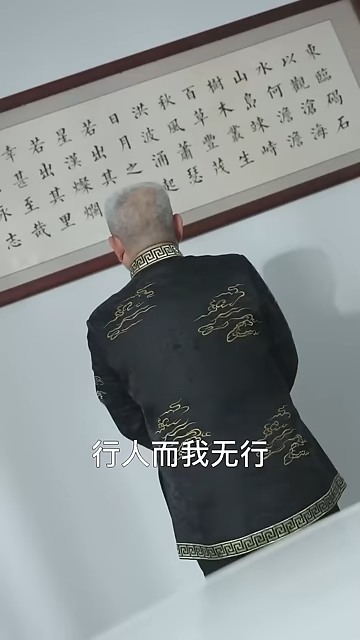 東臨碣石
以觀滄海
水何澹澹
山島竦峙
樹木叢生
百草豐茂
秋風蕭瑟
洪波涌起
日月之
若出其
星漢燦爛
若出其里
幸甚至哉
志
行人而我无行